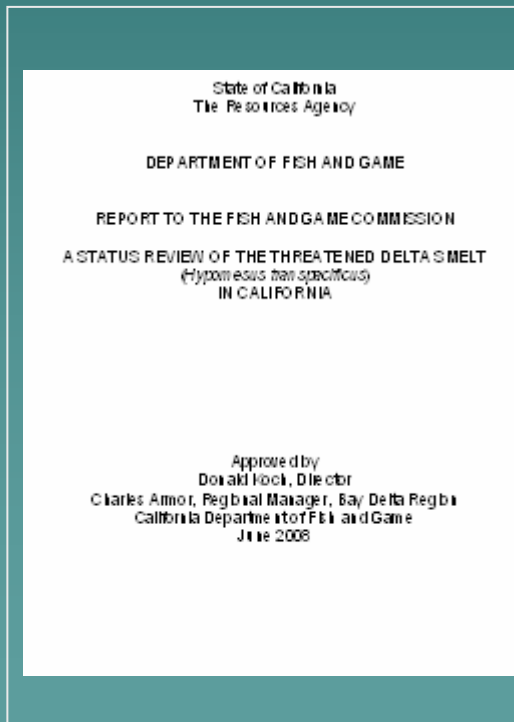 State of California
The Resources Agency
DEPARTMENT OF FISH AND GAME
REPORT TO THE FISH AND GAME COMMISSION
A STATUS REVIEW OF THE THREATENED DELTA SMELT
(Hypomesus transpacificus)
IN CALIFORNIA
Approved by
Donald Koch, Director
Charles Armor, Regional Manager, Bay Delta Region
California Department of Fish and Game
June 2008